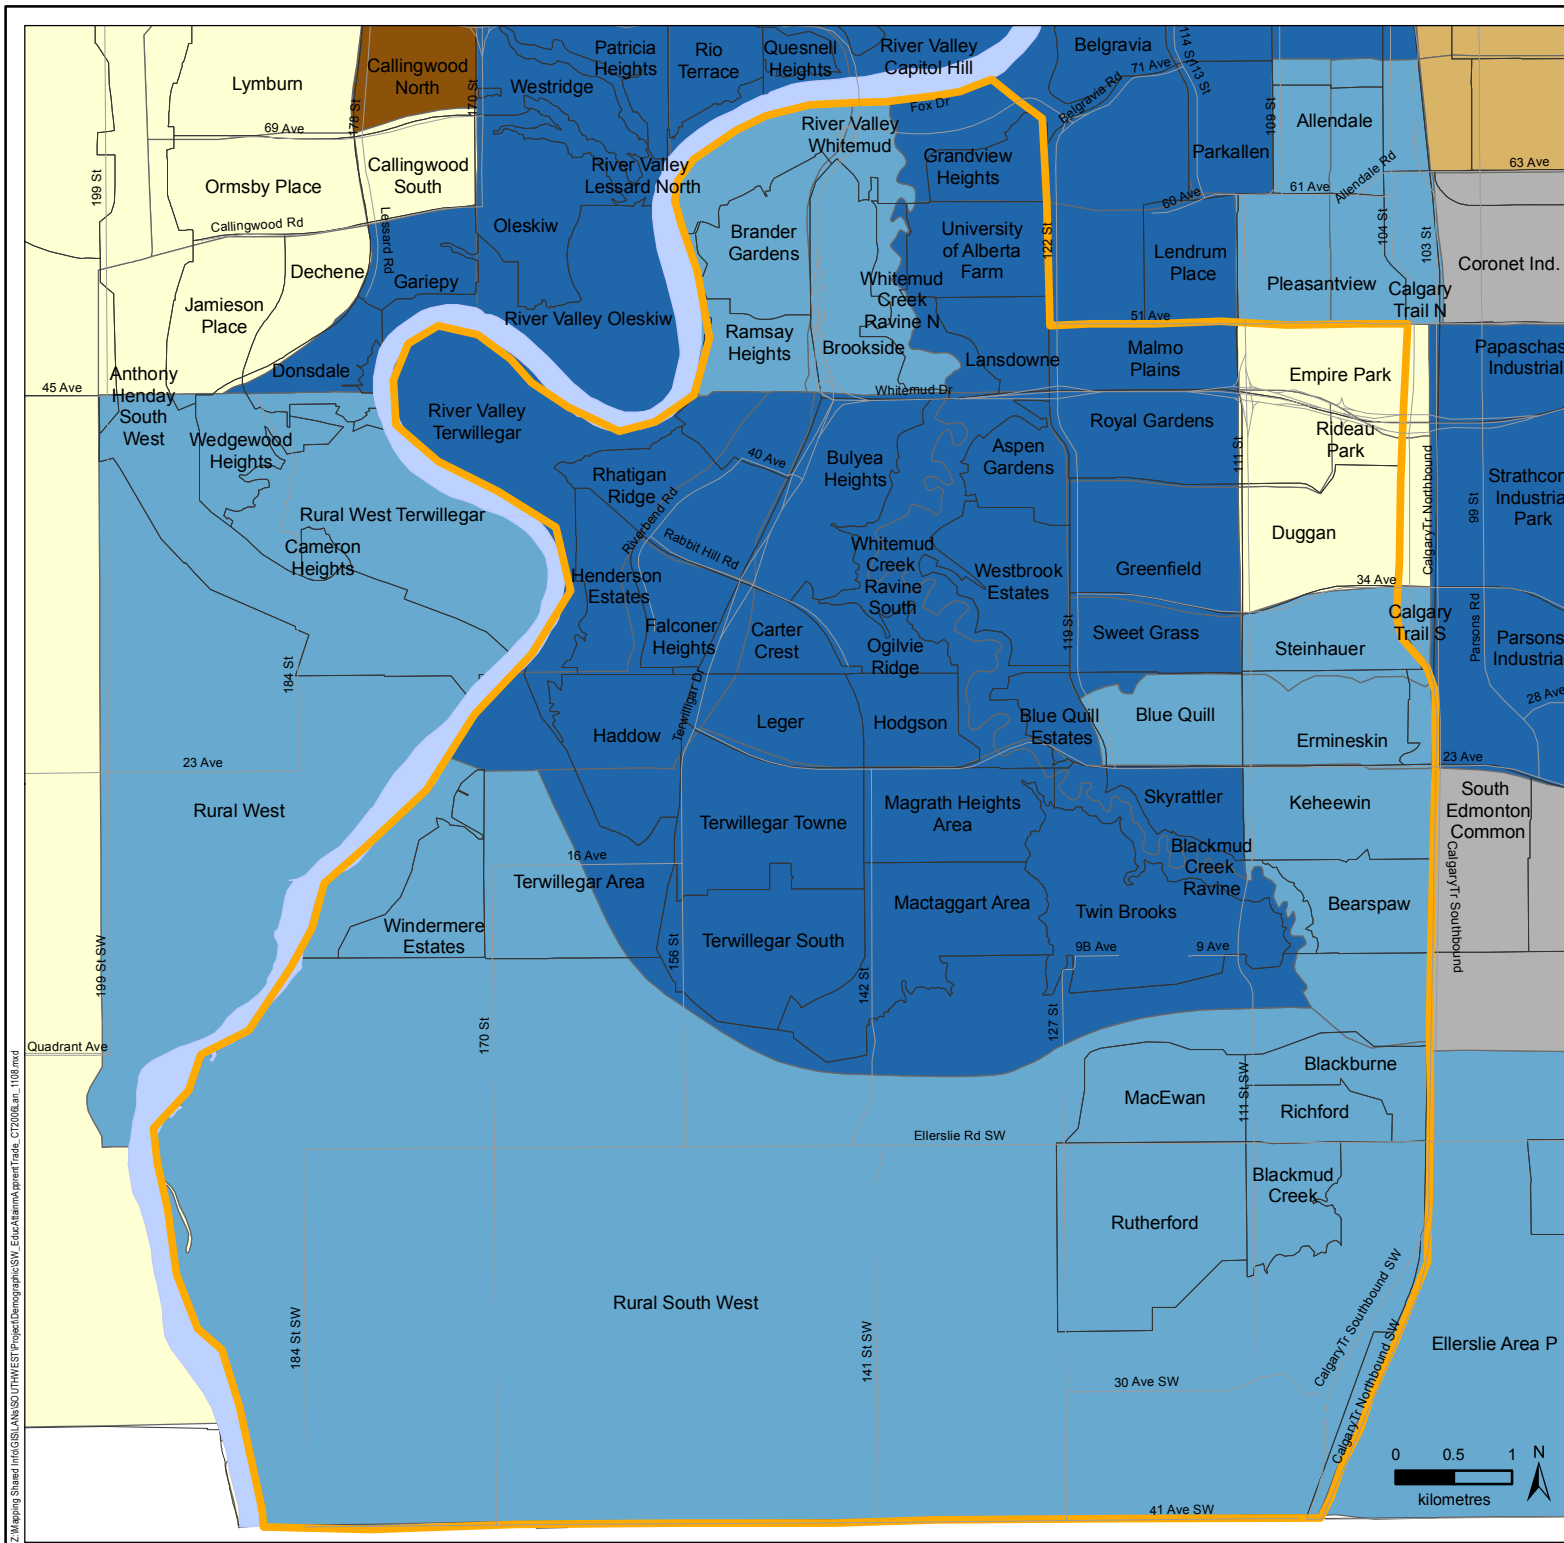 Patricia
Heights
Rio
Terrace
Quesnell
Heights
River Valley
Capitol Hill
Belgravia
114 St
113 St
71 Ave
Lymburn
Callingwood
North
170 St
178 St
Westridge
69 Ave
Fox Dr
Belgravia Rd
109 St
Allendale
River Valley
Whitemud
Grandview
Heights
Parkallen
Allendale Rd
63 Ave
199 St
Ormsby Place
Callingwood
South
River Valley
Lessard North
60 Ave
61 Ave
Callingwood Rd
Lessard Rd
Oleskiw
Brander
Gardens
University
of Alberta
Farm
122 St
Lendrum
Place
104 St
103 St
Coronet Ind.
Dechene
Gariepy
Whitemud
Creek
Ravine N
Pleasantview
Calgary
Trail N
Jamieson
Place
River Valley Oleskiw
Ramsay
Heights
Brookside
Lansdowne
51 Ave
Malmo
Plains
Papaschas
Industrial
45 Ave
Anthony
Henday
South
West
Donsdale
Whitemud Dr
Empire Park
River Valley
Terwillegar
Royal Gardens
Rideau
Park
Wedgewood
Heights
40 Ave
Bulyea
Heights
Aspen
Gardens
111 St
Rhatigan
Ridge
Riverbend Rd
CalgaryTr Northbound
99 St
Strathcon
Industria
Park
Rural West Terwillegar
Rabbit Hill Rd
Duggan
Cameron
Heights
Whitemud
Creek
Ravine
South
Henderson
Estates
Westbrook
Estates
Greenfield
34 Ave
Falconer
Heights
Carter
Crest
Ogilvie
Ridge
119 St
Sweet Grass
Calgary
Trail S
Steinhauer
Parsons Rd
Parsons
Industria
184 St
28 Ave
Terwilligar Dr
Haddow
Leger
Hodgson
Blue Quill
Estates
Blue Quill
Ermineskin
23 Ave
23 Ave
Rural West
Terwillegar Towne
Magrath Heights
Area
Skyrattler
Keheewin
South
Edmonton
Common
16 Ave
Terwillegar Area
Blackmud
Creek
Ravine
CalgaryTr Southbound
Windermere
Estates
Mactaggart Area
Twin Brooks
Bearspaw
Terwillegar South
156 St
142 St
9B Ave
9 Ave
199 St SW
170 St
127 St
Quadrant Ave
Blackburne
MacEwan
111 St SW
Richford
Ellerslie Rd SW
Blackmud
Creek
Rutherford
Rural South West
184 St SW
141 St SW
CalgaryTr Southbound SW
Ellerslie Area P
30 Ave SW
CalgaryTr Northbound SW
41 Ave SW
0 0.5 1
kilometres
N